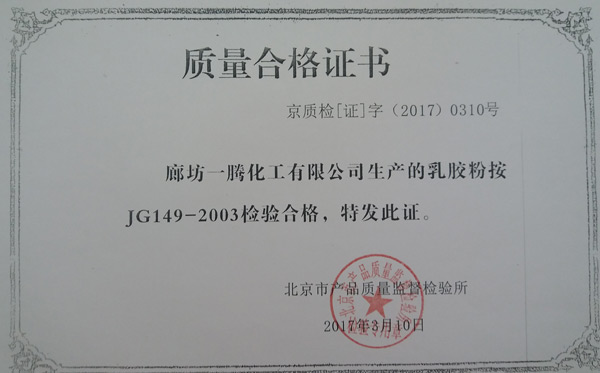 质量合格证书
京质检[证]字（2017）0310号
廊坊一腾化工有限公司生产的乳胶粉按
JG149-2003检验合格，特发此证。
北京市产品质量监督检验所
2017年3月10日